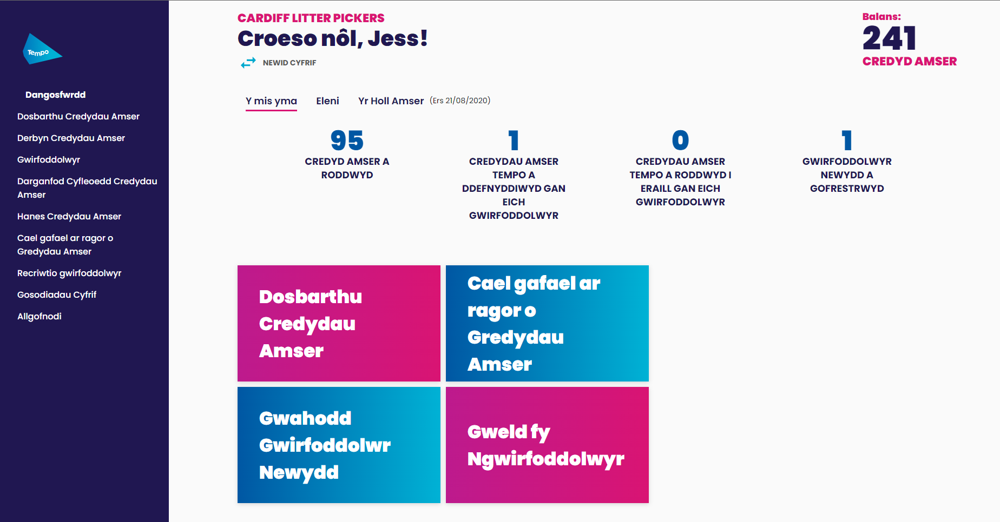 Tempo
Dangosfwrdd
Dosbarthu Credydau Amser
Derbyn Credydau Amser
Gwirfoddolwyr
Darganfod Cyfleoedd Credydau
Amser
Hanes Credydau Amser
Cael gafael ar ragor o
Gredydau Amser
Recriwtio gwirfoddolwyr
Gosodiadau Cyfrif
Allgofnodi
CARDIFF LITTER PICKERS
Croeso nôl, Jess!
NEWID CYFRIF
Balans:
241
CREDYD AMSER
Y mis yma Eleni Yr Holl Amser (Ers 21/08/2020)
95
CREDYD AMSER A
RODDWYD
1
CREDYDAU AMSER
TEMPO A
DDEFNYDDIWYD GAN
EICH
GWIRFODDOLWYR
0
CREDYDAU AMSER
TEMPO A RODDWYD I
ERAILL GAN EICH
GWIRFODDOLWYR
1
GWIRFODDOLWYR
NEWYDD A
GOFRESTRWYD
Dosbarthu
Credydau
Amser
Cael gafael ar
ragor o
Gredydau
Amser
Gwahodd
Gwirfoddolwr
Newydd
Gweld fy
Ngwirfoddolwyr